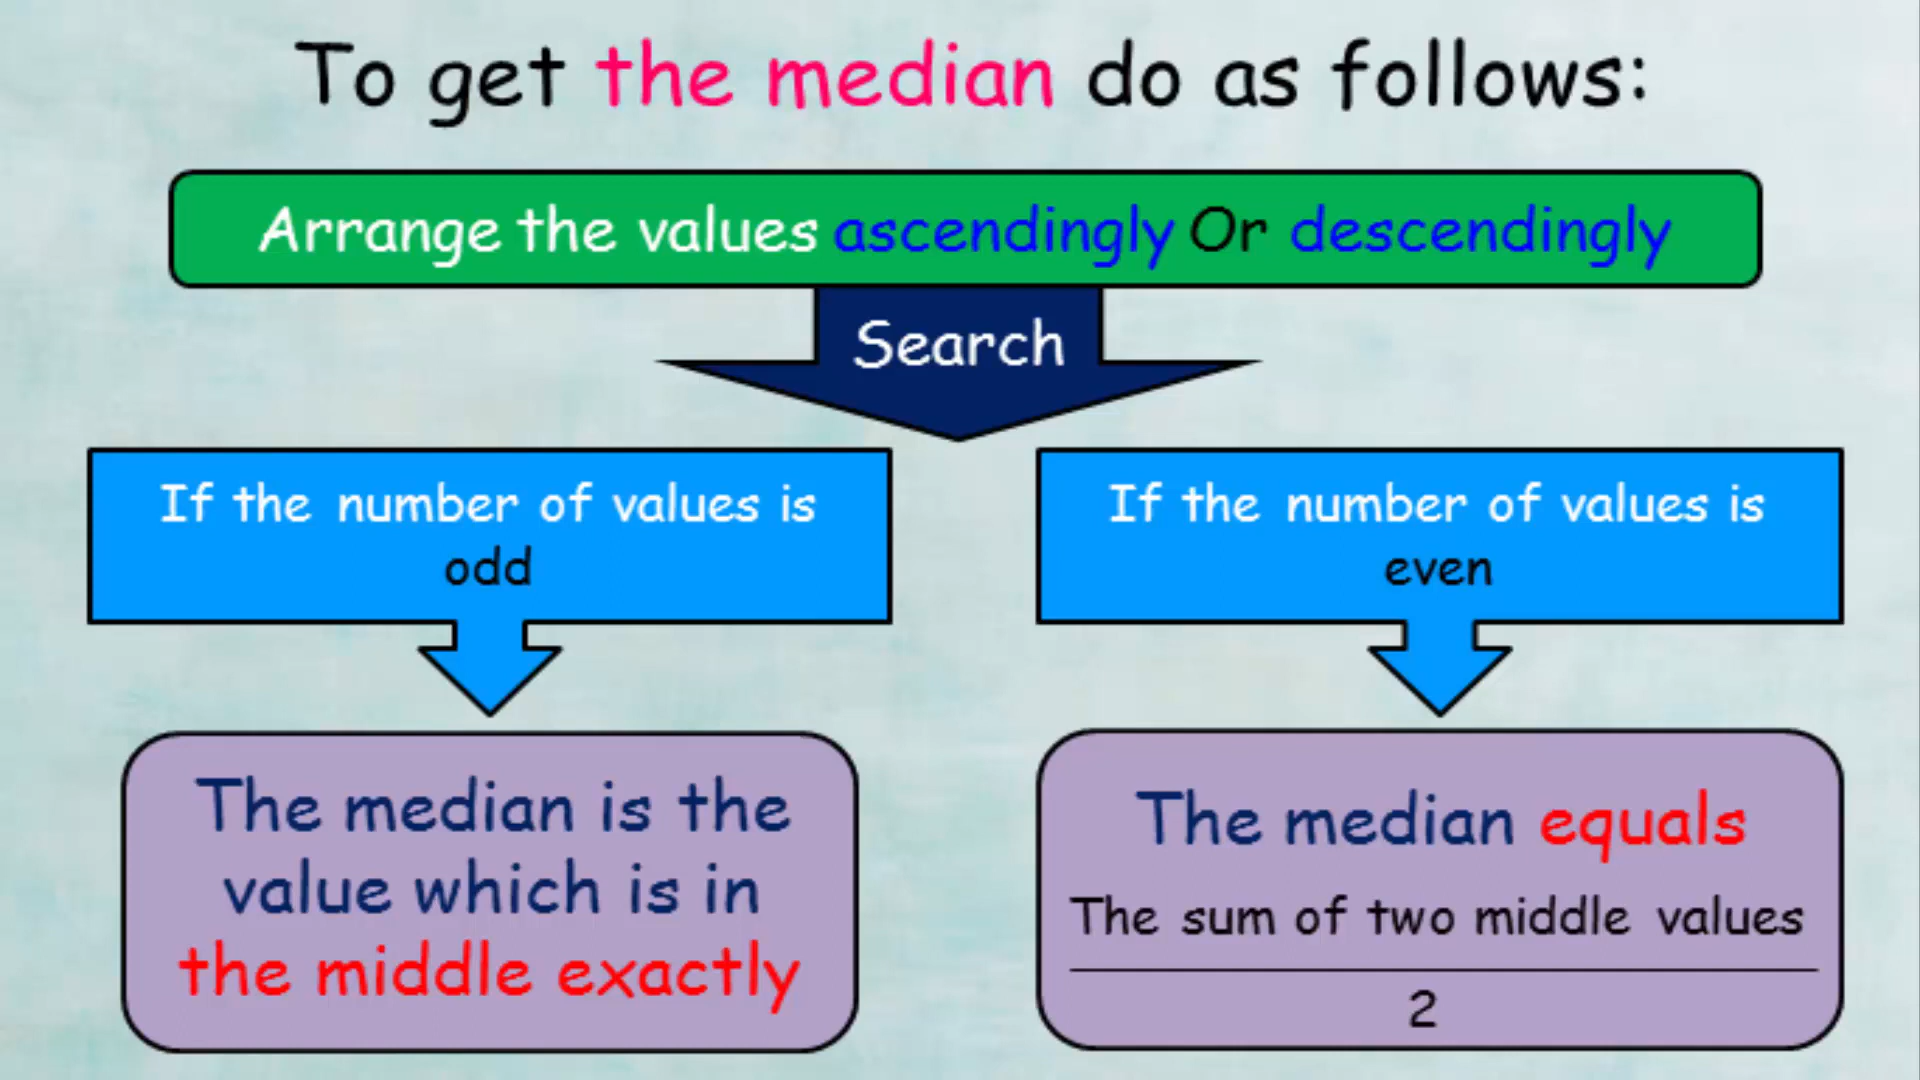 To get the median do as follows:
Arrange the values ascendingly Or descendingly
Search
If the number of values is
odd
If the number of values is
even
The median is the
value which is in
the middle exactly
The median equals
The sum of two middle values
2